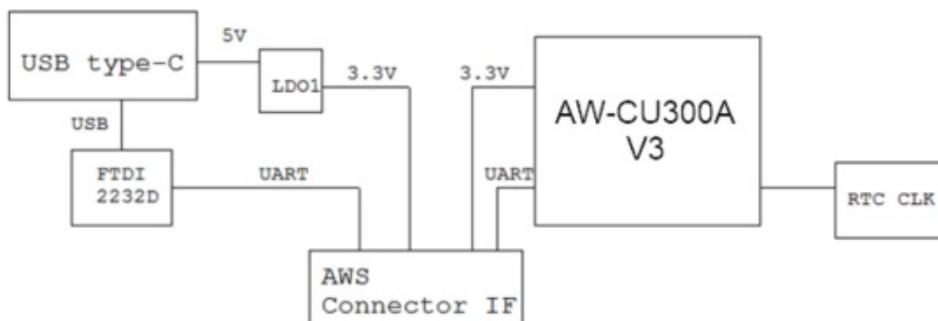 USB type-C
5V
LDO1
3.3V
3.3V
AW-CU300A
V3
USB
FTDI
2232D
UART
UART
RTC CLK
AWS
Connector IF